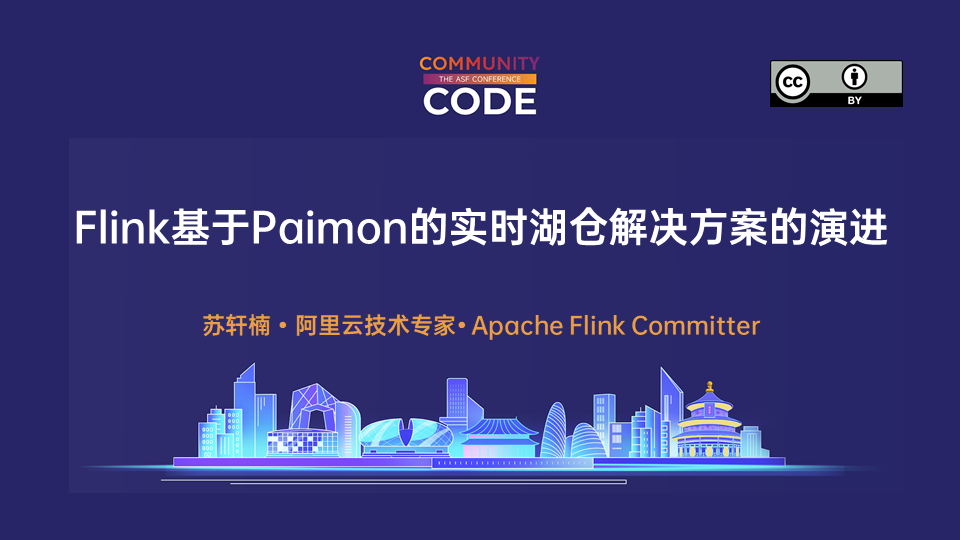 COMMUNITY
THE ASF CONFERENCE
CODE
CC
BY
Flink基于Paimon的实时湖仓解决方案的演进
苏轩楠·阿里云技术专家·Apache Flink Committer